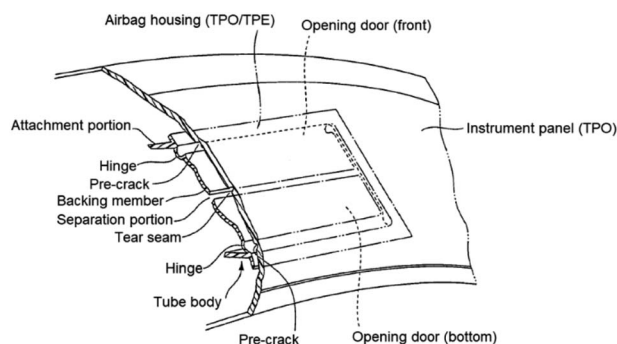 Airbag housing (TPO/TPE)
Opening door (front)
Attachment portion
Instrument panel (TPO)
Hinge
Pre-crack
Backing member
Separation portion
Tear seam
Hinge
Tube body
Pre-crack
Opening door (bottom)